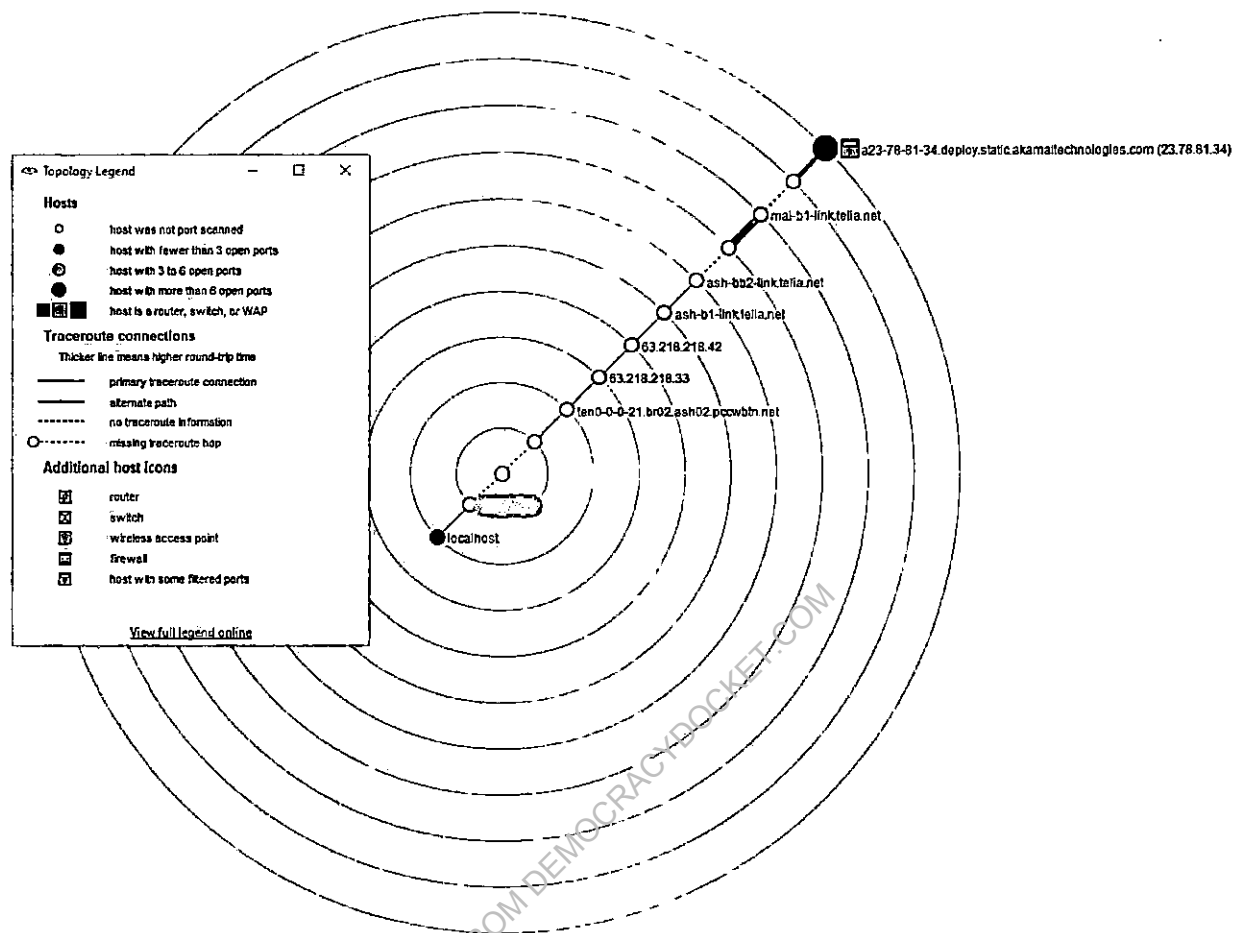 Topology Legend
Hosts
host was not port scanned
host with fewer than 3 open ports
host with 3 to 6 open ports
host with more than 6 open ports
host is a router, switch, or WAP
Traceroute connections
Thicker line means higher round-trip time
primary traceroute connection
alternate path
no traceroute information
missing traceroute hop
Additional host icons
router
switch
wireless access point
firewall
host with some filtered ports
View full legend online
a23-78-81-34.deploy.static.akamaitechnologies.com (23.78.81.34)
mai-b1-link.telia.net
ash-bb2-link.telia.net
ash-b1-link.telia.net
63.218.218.42
63.218.218.33
ten0-0-0-21.br02.ash02.pccwbtn.net
localhost
OM DEMOCRACYDOCKET.COM